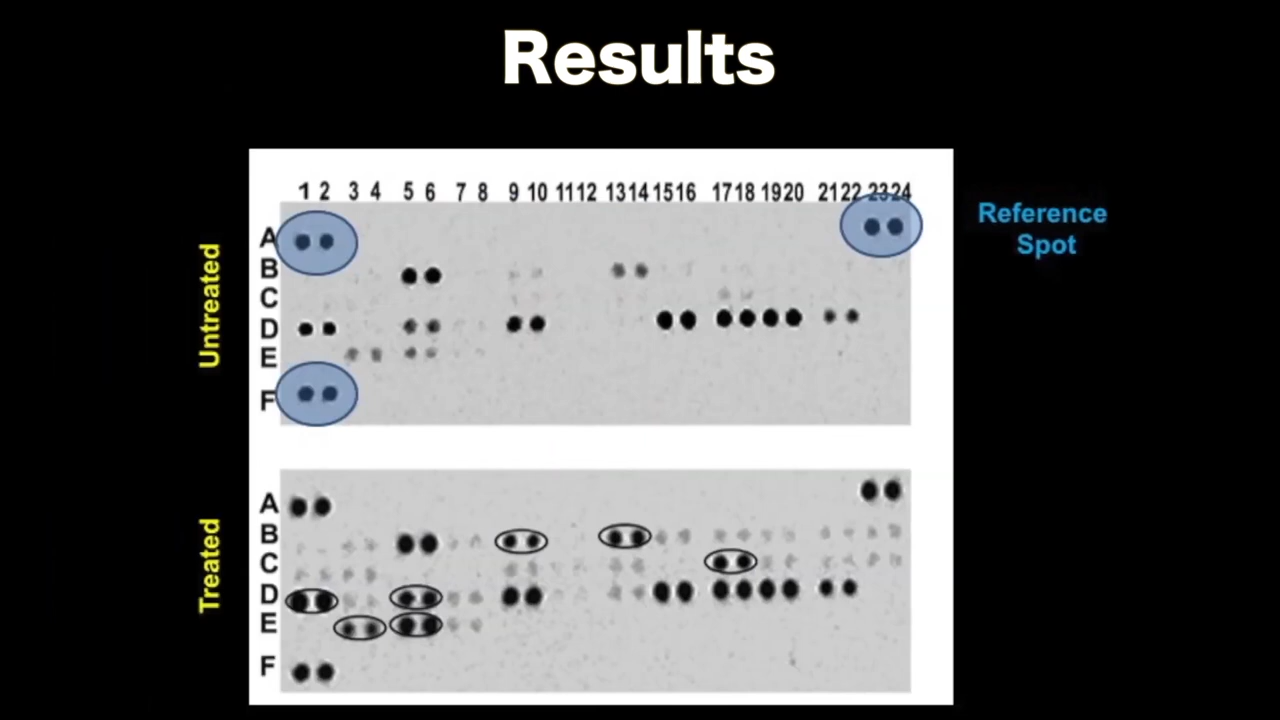 Results
1 2 3 4 5 6 7 8 9 10 11 12 13 14 15 16 17 18 19 20 21 22 23 24
Reference
Spot
Untreated
A
B
C
D
E
F
Treated
A
B
C
D
E
F